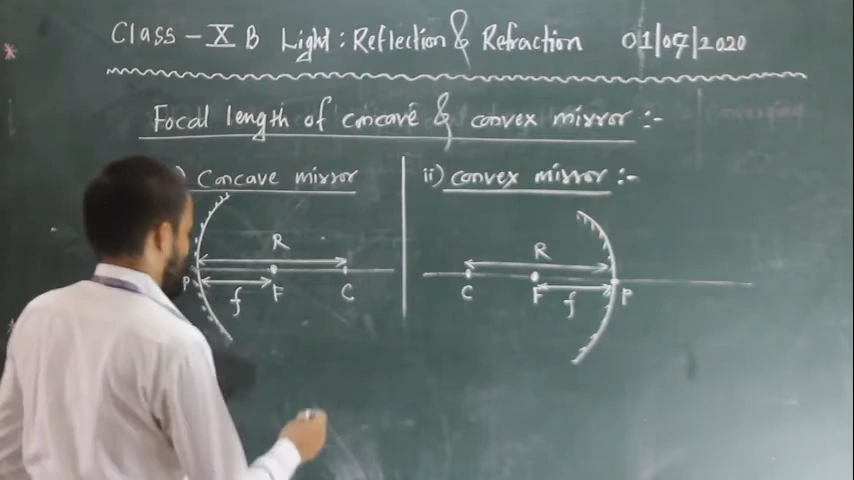 Class - X B Light : Reflection & Refraction 01/07/2020
Focal length of concave & convex mirror :-
) Concave mirror
ii) convex mirror :-
R
P f F C
R
C F f P